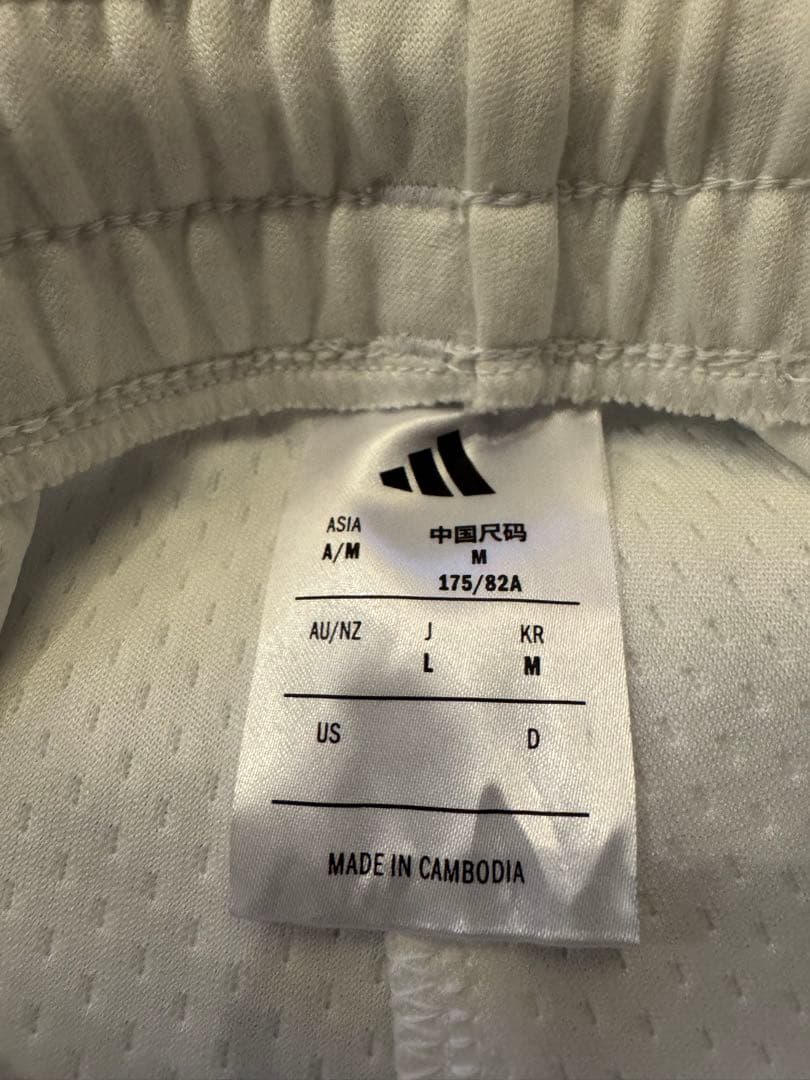 ASIA 中国尺码
A/M M
175/82A
AU/NZ J KR
L M
US D
MADE IN CAMBODIA